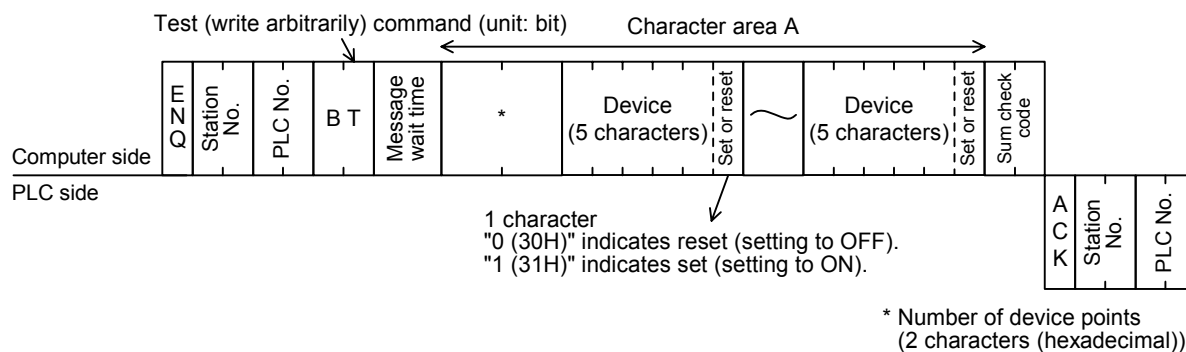 Test (write arbitrarily) command (unit: bit)
Character area A
ENQ
Station No.
PLC No.
B T
Message wait time
*
Device
(5 characters)
Set or reset
Device
(5 characters)
Set or reset
Sum check code
Computer side
PLC side
1 character
"0 (30H)" indicates reset (setting to OFF).
"1 (31H)" indicates set (setting to ON).
ACK
Station No.
PLC No.
* Number of device points
(2 characters (hexadecimal))